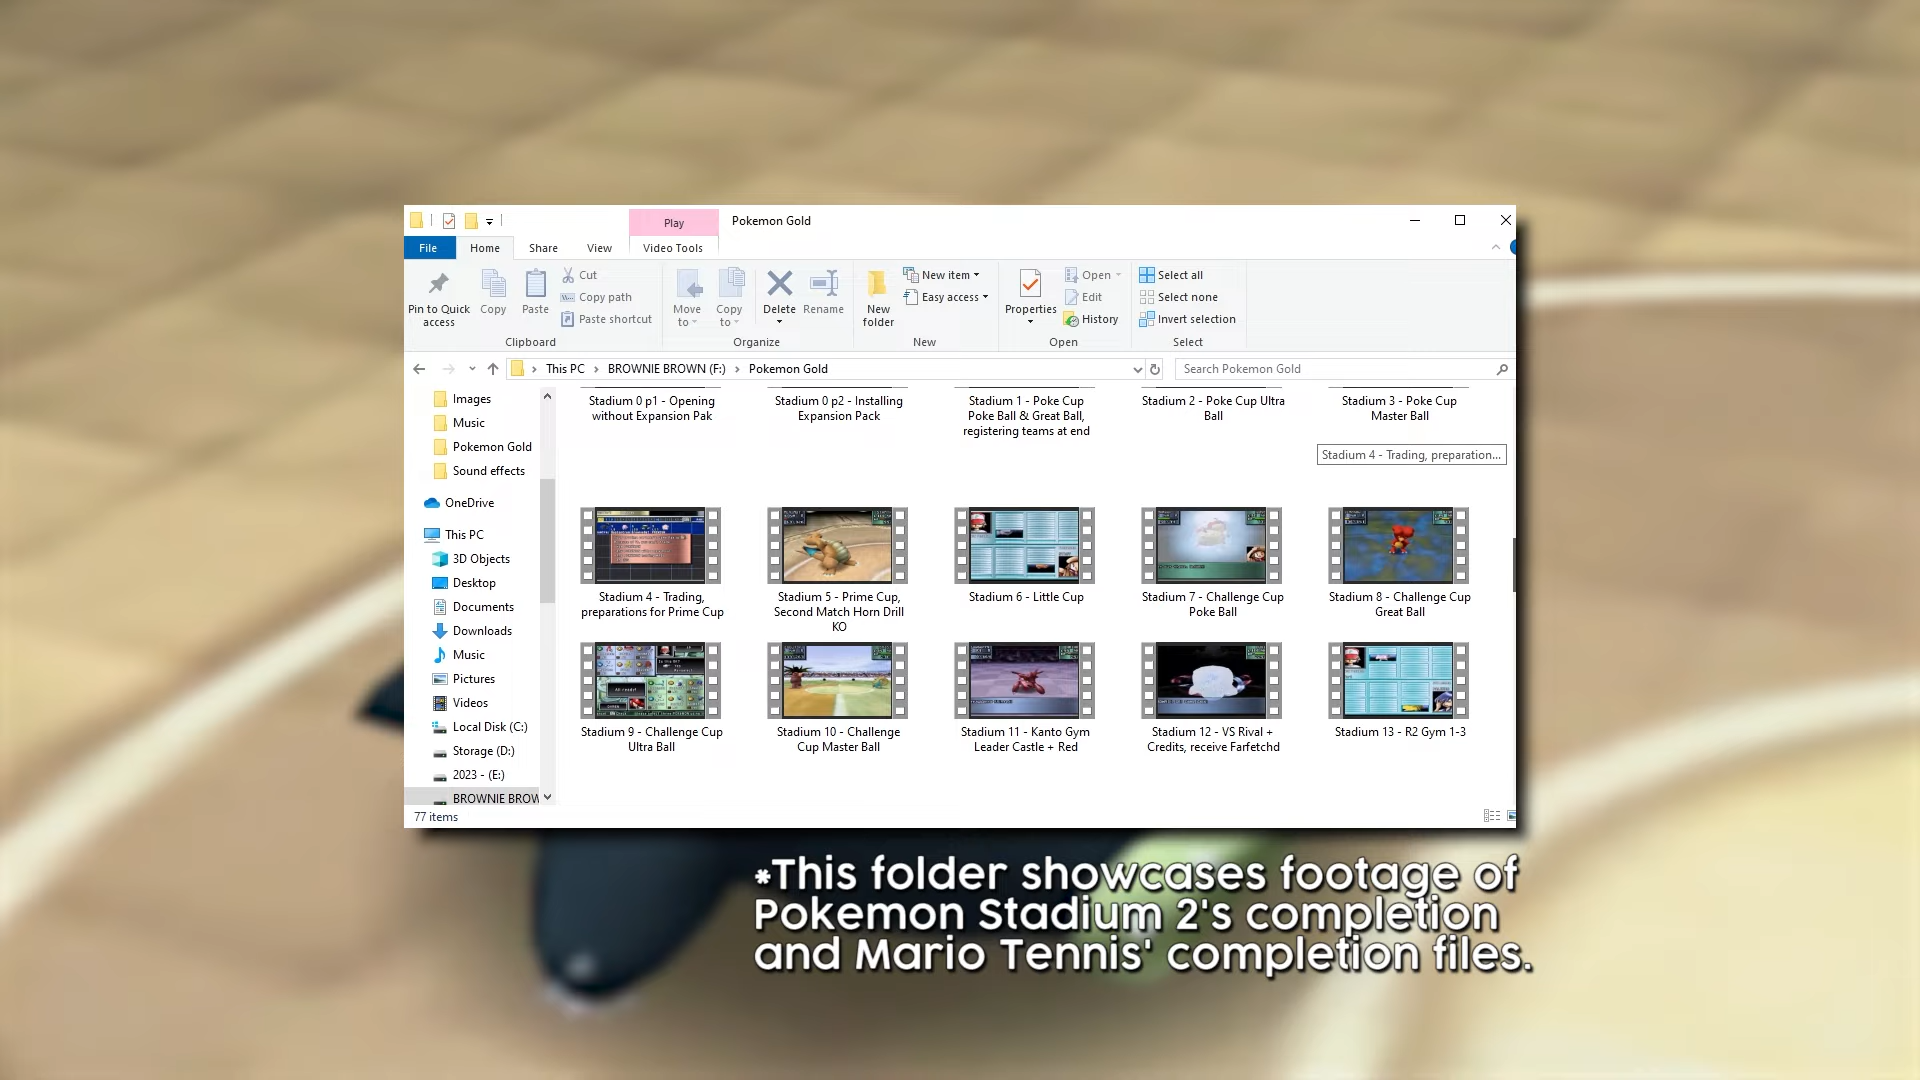 Play
Pokemon Gold
File
Home
Share
View
Video Tools
Pin to Quick access
Copy
Paste
Cut
Copy path
Paste shortcut
Clipboard
Move to
Copy to
Delete
Rename
Organize
New folder
New item
Easy access
New
Properties
Open
Edit
History
Open
Select all
Select none
Invert selection
Select
This PC
BROWNIE BROWN (F:)
Pokemon Gold
Search Pokemon Gold
Images
Music
Pokemon Gold
Sound effects
OneDrive
This PC
3D Objects
Desktop
Documents
Downloads
Music
Pictures
Videos
Local Disk (C:)
Storage (D:)
2023 - (E:)
BROWNIE BROW
Stadium 0 p1 - Opening
without Expansion Pak
Stadium 0 p2 - Installing
Expansion Pack
Stadium 1 - Poke Cup
Poke Ball & Great Ball,
registering teams at end
Stadium 2 - Poke Cup Ultra
Ball
Stadium 3 - Poke Cup
Master Ball
Stadium 4 - Trading, preparation...
Stadium 4 - Trading,
preparations for Prime Cup
Stadium 5 - Prime Cup,
Second Match Horn Drill
KO
Stadium 6 - Little Cup
Stadium 7 - Challenge Cup
Poke Ball
Stadium 8 - Challenge Cup
Great Ball
Stadium 9 - Challenge Cup
Ultra Ball
Stadium 10 - Challenge
Cup Master Ball
Stadium 11 - Kanto Gym
Leader Castle + Red
Stadium 12 - VS Rival +
Credits, receive Farfetchd
Stadium 13 - R2 Gym 1-3
77 items
*This folder showcases footage of
Pokemon Stadium 2's completion
and Mario Tennis' completion files.